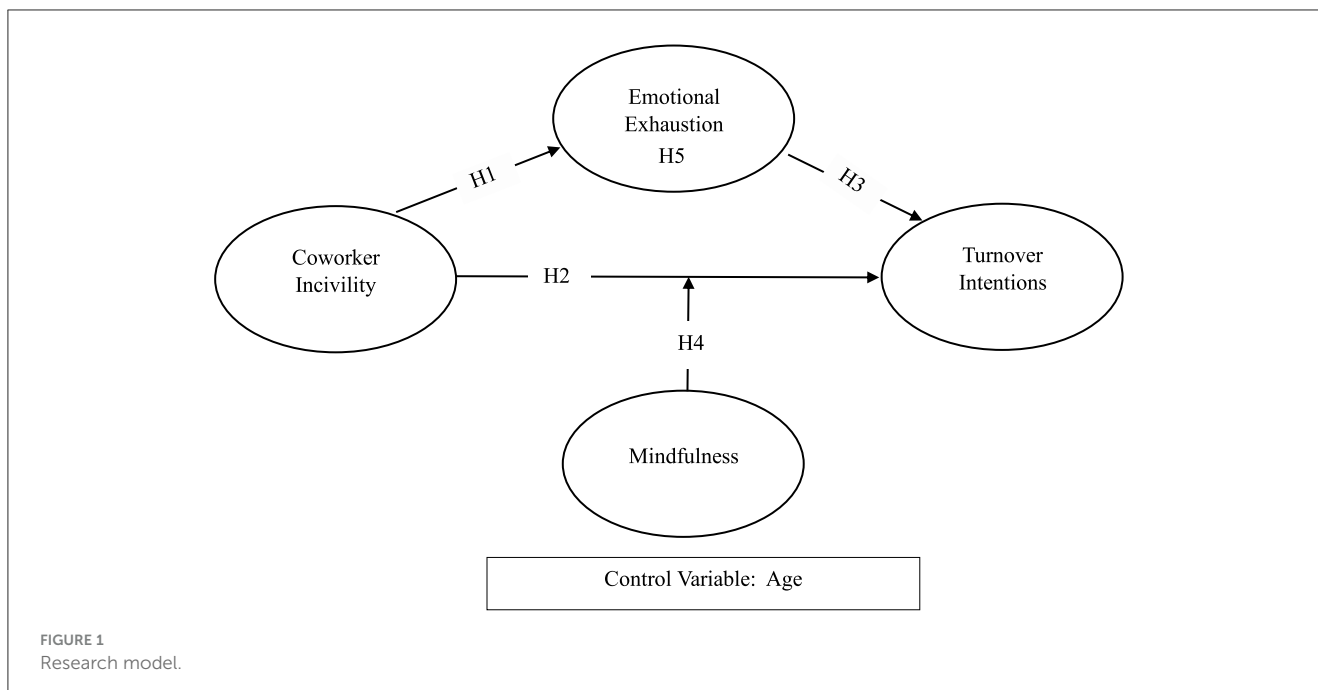 Emotional
Exhaustion
H5
H1
H3
Coworker
Incivility
H2
Turnover
Intentions
H4
Mindfulness
Control Variable: Age
FIGURE 1
Research model.